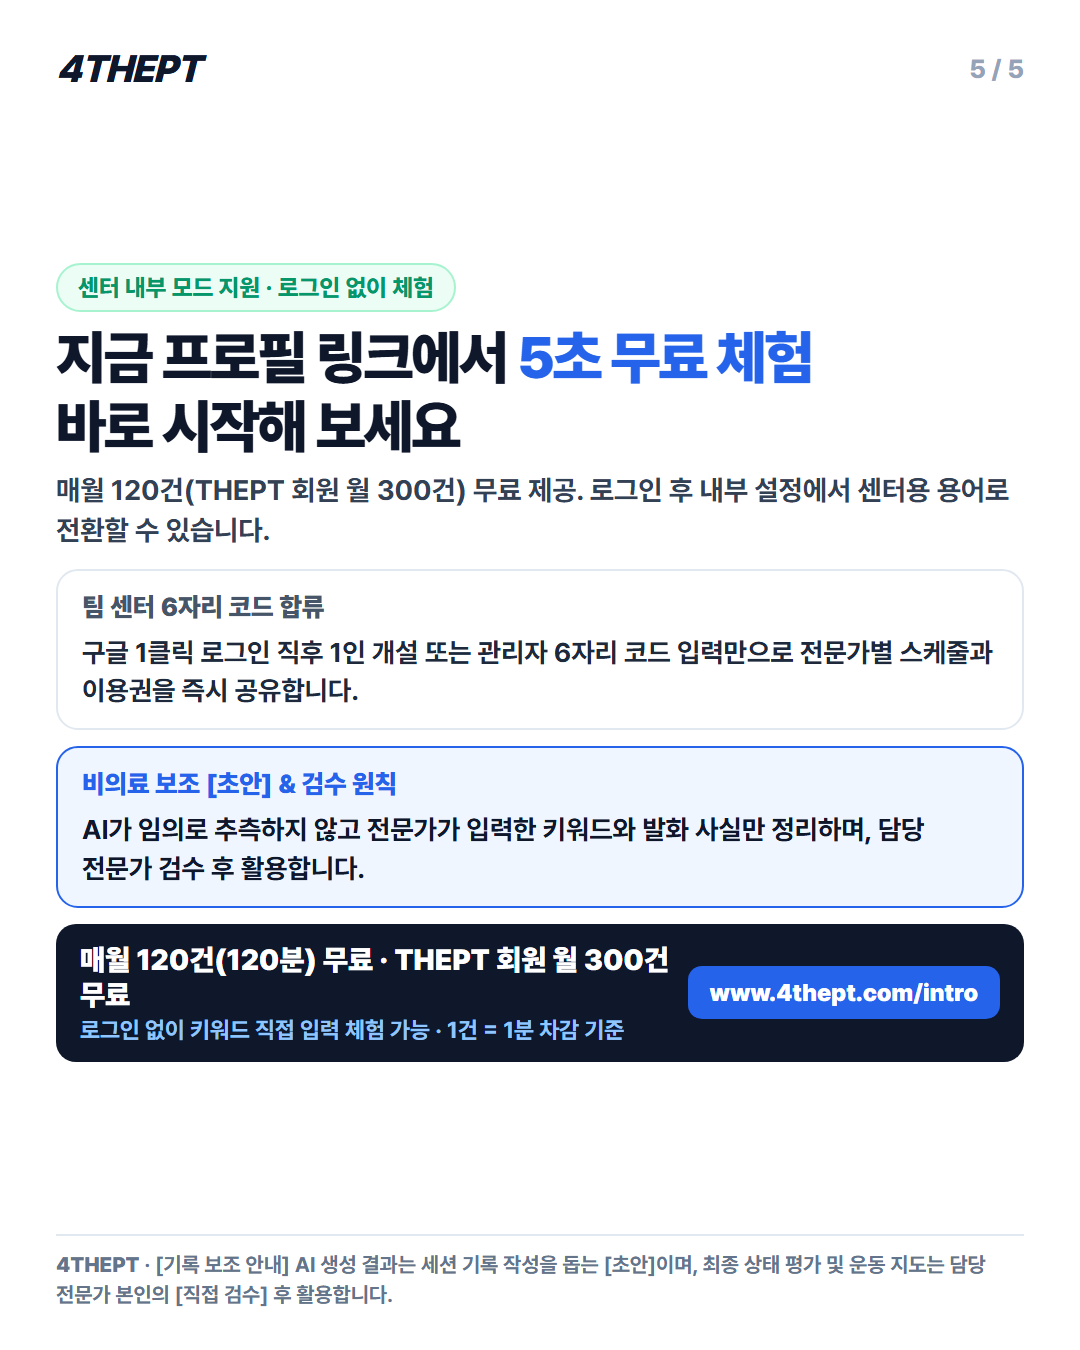 4THEPT
5 / 5
센터 내부 모드 지원 · 로그인 없이 체험
지금 프로필 링크에서 5초 무료 체험
바로 시작해 보세요
매월 120건(THEPT 회원 월 300건) 무료 제공. 로그인 후 내부 설정에서 센터용 용어로
전환할 수 있습니다.
팀 센터 6자리 코드 합류
구글 1클릭 로그인 직후 1인 개설 또는 관리자 6자리 코드 입력만으로 전문가별 스케줄과
이용권을 즉시 공유합니다.
비의료 보조 [초안] & 검수 원칙
AI가 임의로 추측하지 않고 전문가가 입력한 키워드와 발화 사실만 정리하며, 담당
전문가 검수 후 활용합니다.
매월 120건(120분) 무료 · THEPT 회원 월 300건
무료
로그인 없이 키워드 직접 입력 체험 가능 · 1건 = 1분 차감 기준
www.4thept.com/intro
4THEPT · [기록 보조 안내] AI 생성 결과는 세션 기록 작성을 돕는 [초안]이며, 최종 상태 평가 및 운동 지도는 담당
전문가 본인의 [직접 검수] 후 활용합니다.